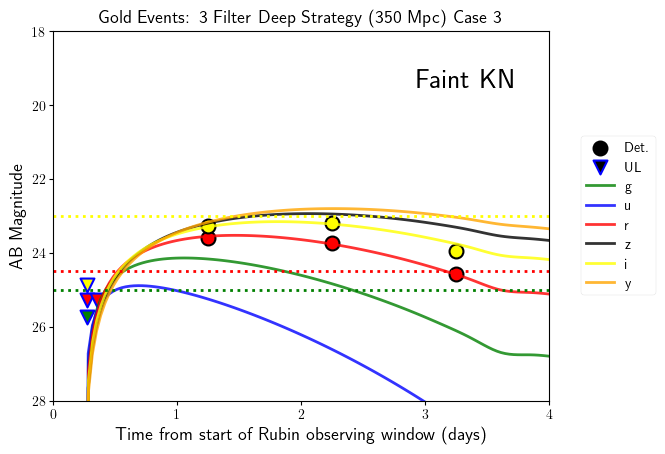 Gold Events: 3 Filter Deep Strategy (350 Mpc) Case 3
18
20
22
24
26
28
AB Magnitude
Faint KN
0 1 2 3 4
Time from start of Rubin observing window (days)
Det.
UL
g
u
r
z
i
y